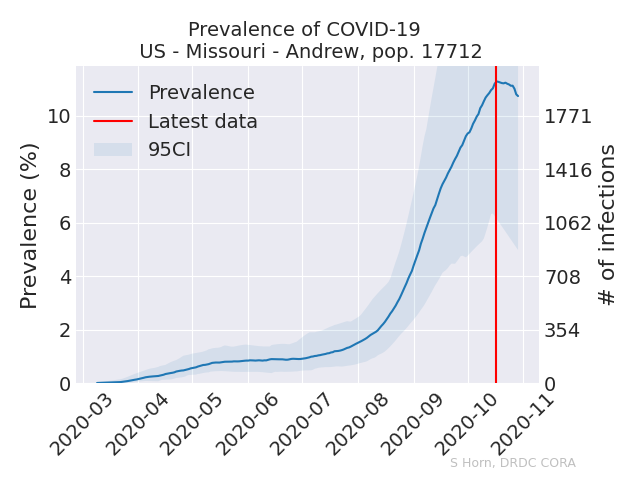 Prevalence of COVID-19
US - Missouri - Andrew, pop. 17712
Prevalence
Latest data
95CI
Prevalence (%)
10
8
6
4
2
0
1771
1416
1062
708
354
0
# of infections
2020-03
2020-04
2020-05
2020-06
2020-07
2020-08
2020-09
2020-10
2020-11
S Horn, DRDC CORA